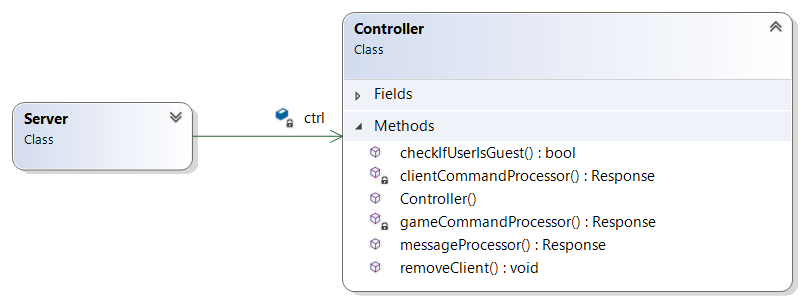 Controller
Class
Fields
Methods
checkIfUserIsGuest() : bool
clientCommandProcessor() : Response
Controller()
gameCommandProcessor() : Response
messageProcessor() : Response
removeClient() : void
Server
Class
ctrl